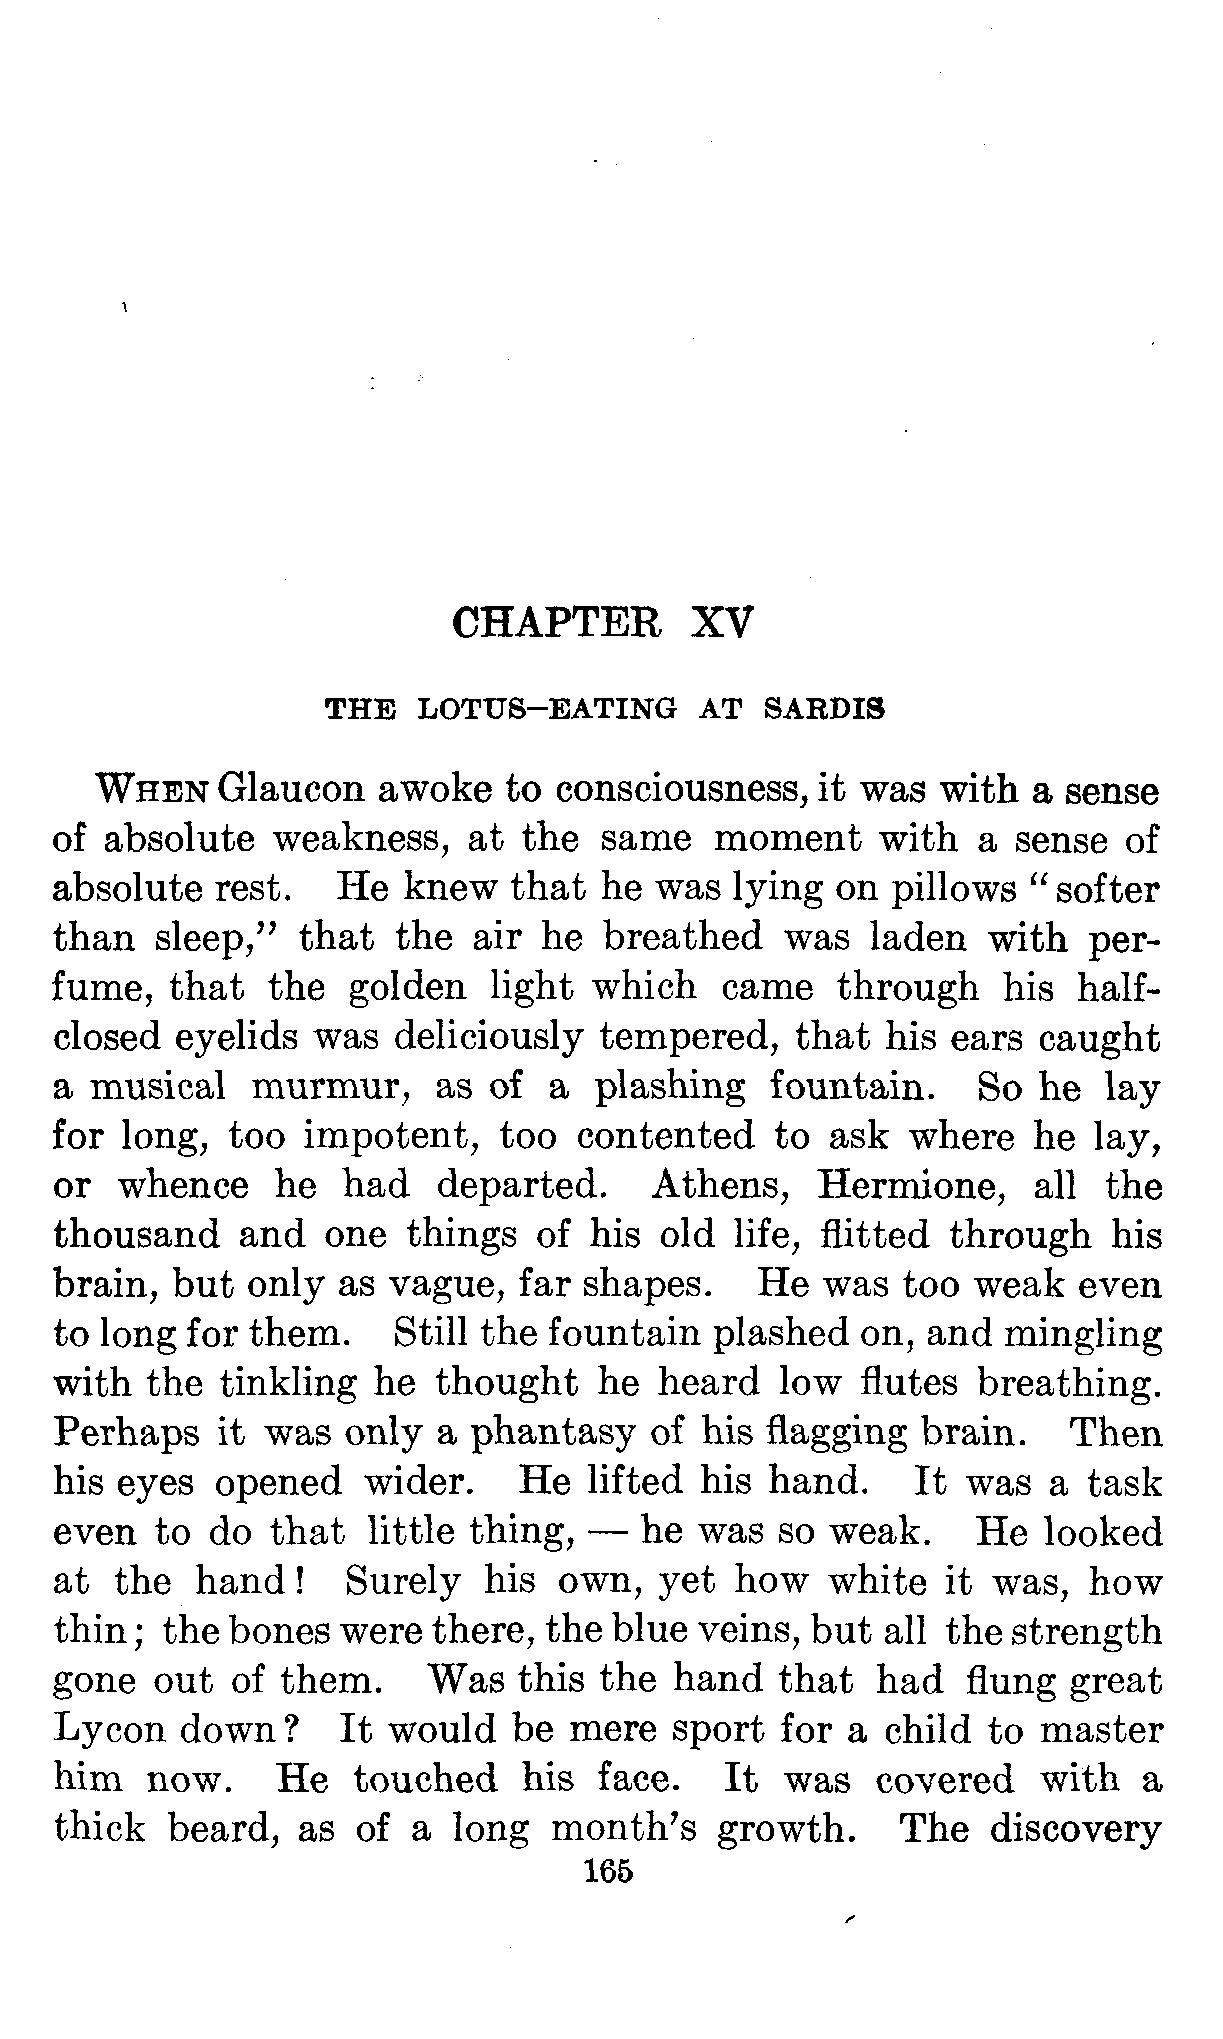 CHAPTER XV
THE LOTUS-EATING AT SARDIS
WHEN Glaucon awoke to consciousness, it was with a sense
of absolute weakness, at the same moment with a sense of
absolute rest. He knew that he was lying on pillows "softer
than sleep," that the air he breathed was laden with per-
fume, that the golden light which came through his half-
closed eyelids was deliciously tempered, that his ears caught
a musical murmur, as of a plashing fountain. So he lay
for long, too impotent, too contented to ask where he lay,
or whence he had departed. Athens, Hermione, all the
thousand and one things of his old life, flitted through his
brain, but only as vague, far shapes. He was too weak even
to long for them. Still the fountain plashed on, and mingling
with the tinkling he thought he heard low flutes breathing.
Perhaps it was only a phantasy of his flagging brain. Then
his eyes opened wider. He lifted his hand. It was a task
even to do that little thing, — he was so weak. He looked
at the hand! Surely his own, yet how white it was, how
thin; the bones were there, the blue veins, but all the strength
gone out of them. Was this the hand that had flung great
Lycon down? It would be mere sport for a child to master
him now. He touched his face. It was covered with a
thick beard, as of a long month's growth. The discovery
165